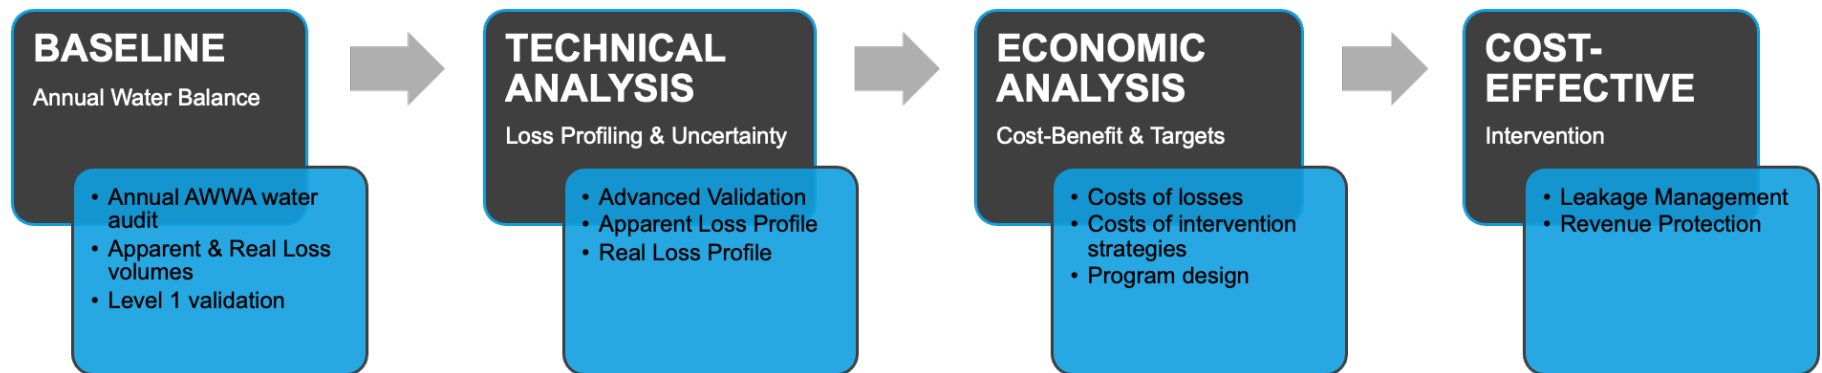 BASELINE
Annual Water Balance
• Annual AWWA water
audit
• Apparent & Real Loss
volumes
• Level 1 validation
TECHNICAL
ANALYSIS
Loss Profiling & Uncertainty
• Advanced Validation
• Apparent Loss Profile
• Real Loss Profile
ECONOMIC
ANALYSIS
Cost-Benefit & Targets
• Costs of losses
• Costs of intervention
strategies
• Program design
COST-
EFFECTIVE
Intervention
• Leakage Management
• Revenue Protection